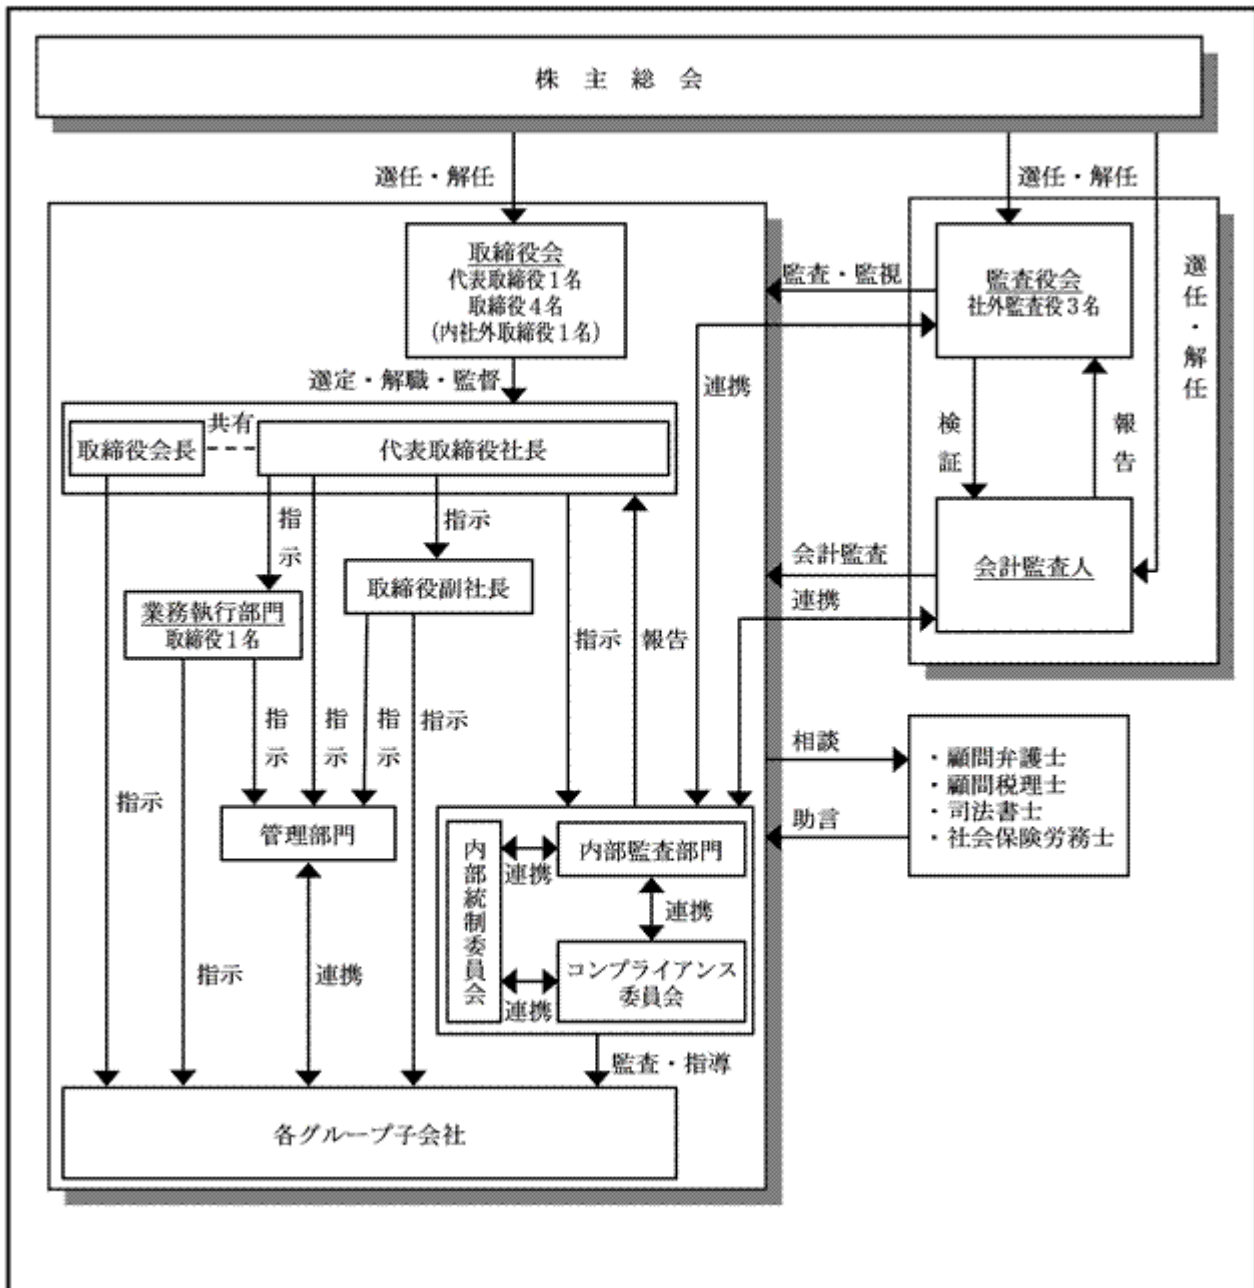 株主総会
選任・解任
選任・解任
選任・解任
取締役会
代表取締役1名
取締役4名
(内社外取締役1名)
監査・監視
監査役会
社外監査役3名
選定・解職・監督
連携
検証
報告
取締役会長
共有
代表取締役社長
指示
指示
取締役副社長
会計監査
会計監査人
連携
業務執行部門
取締役1名
指示
報告
指示
指示
指示
指示
相談
・顧問弁護士
・顧問税理士
・司法書士
・社会保険労務士
助言
指示
管理部門
内部統制委員会
連携
内部監査部門
連携
コンプライアンス
委員会
連携
指示
連携
監査・指導
各グループ子会社